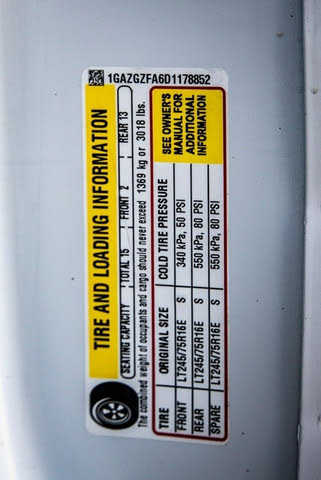 1GAZGZFA6D1178852
TIRE AND LOADING INFORMATION
SEATING CAPACITY TOTAL 15 FRONT 2 REAR 13
The combined weight of occupants and cargo should never exceed 1369 kg or 3018 lbs.
TIRE ORIGINAL SIZE COLD TIRE PRESSURE
FRONT LT245/75R16E S 340 kPa, 50 PSI
REAR LT245/75R16E S 550 kPa, 80 PSI
SPARE LT245/75R16E S 550 kPa, 80 PSI
SEE OWNER'S
MANUAL FOR
ADDITIONAL
INFORMATION